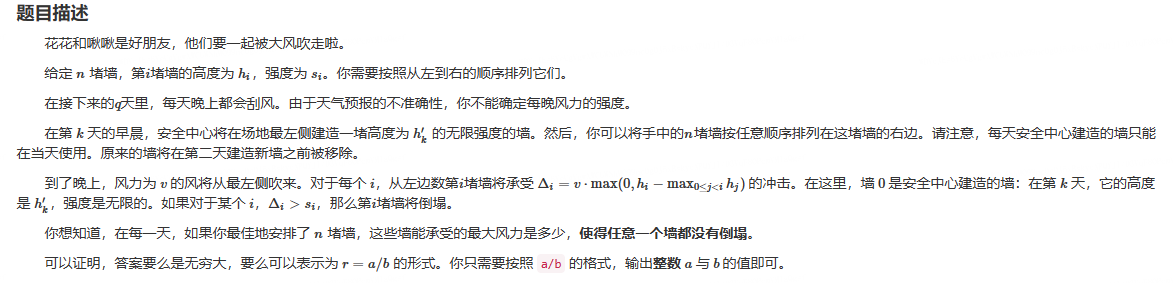 题目描述
花花和啾啾是好朋友，他们要一起被大风吹走啦。
给定 n 堵墙，第i堵墙的高度为 h_i，强度为 s_i。你需要按照从左到右的顺序排列它们。
在接下来的q天里，每天晚上都会刮风。由于天气预报的不准确性，你不能确定每晚风力的强度。
在第 k 天的早晨，安全中心将在场地最左侧建造一堵高度为 h'_k 的无限强度的墙。然后，你可以将手中的n堵墙按任意顺序排列在这堵墙的右边。请注意，每天安全中心建造的墙只能
在当天使用。原来的墙将在第二天建造新墙之前被移除。
到了晚上，风力为 v 的风将从最左侧吹来。对于每个 i，从左边数第i堵墙将承受 Δ_i = v · max(0, h_i − max_{0≤j<i} h_j) 的冲击。在这里，墙 0 是安全中心建造的墙：在第 k 天，它的高度
是 h'_k，强度是无限的。如果对于某个 i，Δ_i > s_i，那么第i堵墙将倒塌。
你想知道，在每一天，如果你最佳地安排了 n 堵墙，这些墙能承受的最大风力是多少，使得任意一个墙都没有倒塌。
可以证明，答案要么是无穷大，要么可以表示为 r = a/b 的形式。你只需要按照 a/b 的格式，输出整数 a 与 b 的值即可。